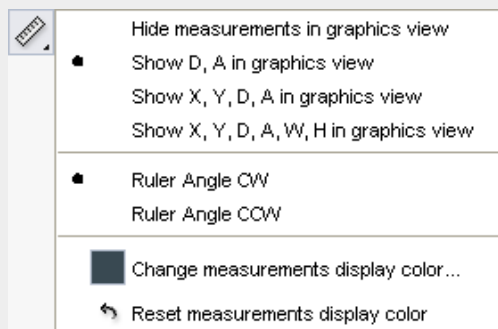 Hide measurements in graphics view
Show D, A in graphics view
Show X, Y, D, A in graphics view
Show X, Y, D, A, W, H in graphics view
Ruler Angle CW
Ruler Angle CCW
Change measurements display color...
Reset measurements display color